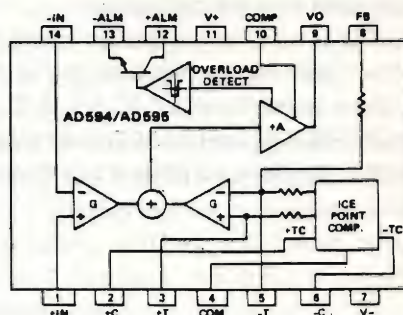 -IN -ALM +ALM V+ COMP VO FB
14 13 12 11 10 9 8
OVERLOAD
DETECT
AD594/AD595
+A
- G + -
+ G +
ICE
POINT
COMP.
+TC -TC
1 2 3 4 5 6 7
+IN +C +T COM -T -C V-